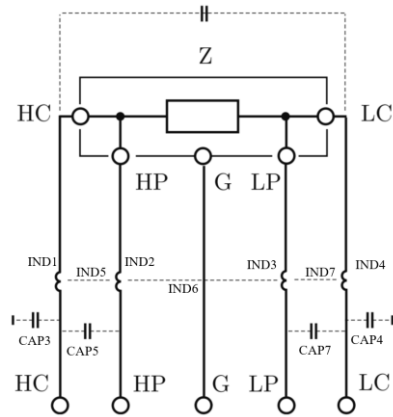 Z
HC LC
HP G LP
IND1 IND2 IND3 IND4
IND5 IND7
IND6
CAP3 CAP4
CAP5 CAP7
HC HP G LP LC